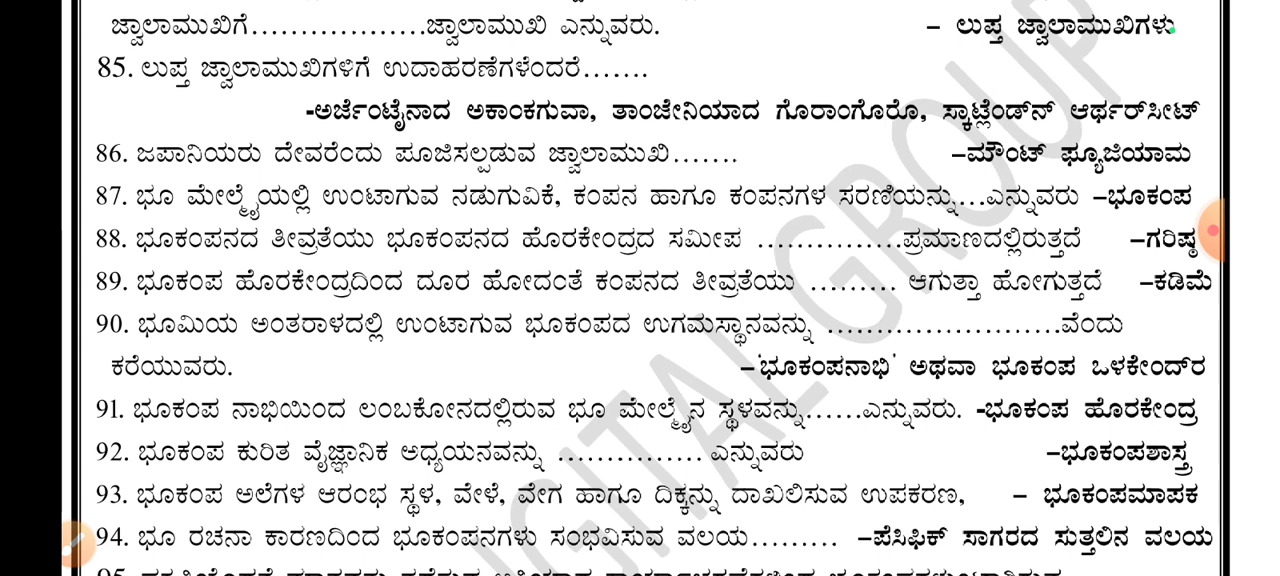 ಜ್ವಾಲಾಮುಖಿಗೆ..................ಜ್ವಾಲಾಮುಖಿ ಎನ್ನುವರು. – ಲುಪ್ತ ಜ್ವಾಲಾಮುಖಿಗಳು
85. ಲುಪ್ತ ಜ್ವಾಲಾಮುಖಿಗಳಿಗೆ ಉದಾಹರಣೆಗಳೆಂದರೆ.......
-ಅರ್ಜೆಂಟೈನಾದ ಅಕಾಂಕಗುವಾ, ತಾಂಜೇನಿಯಾದ ಗೊರಾಂಗೊರೊ, ಸ್ಕಾಟ್ಲೆಂಡ್‌ನ್ ಆರ್ಥರ್‌ಸೀಟ್
86. ಜಪಾನಿಯರು ದೇವರೆಂದು ಪೂಜಿಸಲ್ಪಡುವ ಜ್ವಾಲಾಮುಖಿ....... –ಮೌಂಟ್ ಫ್ಯೂಜಿಯಾಮ
87. ಭೂ ಮೇಲ್ಮೈಯಲ್ಲಿ ಉಂಟಾಗುವ ನಡುಗುವಿಕೆ, ಕಂಪನ ಹಾಗೂ ಕಂಪನಗಳ ಸರಣಿಯನ್ನು...ಎನ್ನುವರು –ಭೂಕಂಪ
88. ಭೂಕಂಪನದ ತೀವ್ರತೆಯು ಭೂಕಂಪನದ ಹೊರಕೇಂದ್ರದ ಸಮೀಪ ...............ಪ್ರಮಾಣದಲ್ಲಿರುತ್ತದೆ –ಗರಿಷ್ಠ
89. ಭೂಕಂಪ ಹೊರಕೇಂದ್ರದಿಂದ ದೂರ ಹೋದಂತೆ ಕಂಪನದ ತೀವ್ರತೆಯು ......... ಆಗುತ್ತಾ ಹೋಗುತ್ತದೆ –ಕಡಿಮೆ
90. ಭೂಮಿಯ ಅಂತರಾಳದಲ್ಲಿ ಉಂಟಾಗುವ ಭೂಕಂಪದ ಉಗಮಸ್ಥಾನವನ್ನು ........................ವೆಂದು
ಕರೆಯುವರು. –'ಭೂಕಂಪನಾಭಿ' ಅಥವಾ ಭೂಕಂಪ ಒಳಕೇಂದ್‌ರ
91. ಭೂಕಂಪ ನಾಭಿಯಿಂದ ಲಂಬಕೋನದಲ್ಲಿರುವ ಭೂ ಮೇಲ್ಮೈನ ಸ್ಥಳವನ್ನು......ಎನ್ನುವರು. -ಭೂಕಂಪ ಹೊರಕೇಂದ್ರ
92. ಭೂಕಂಪ ಕುರಿತ ವೈಜ್ಞಾನಿಕ ಅಧ್ಯಯನವನ್ನು ............... ಎನ್ನುವರು –ಭೂಕಂಪಶಾಸ್ತ್ರ
93. ಭೂಕಂಪ ಅಲೆಗಳ ಆರಂಭ ಸ್ಥಳ, ವೇಳೆ, ವೇಗ ಹಾಗೂ ದಿಕ್ಕನ್ನು ದಾಖಲಿಸುವ ಉಪಕರಣ, – ಭೂಕಂಪಮಾಪಕ
94. ಭೂ ರಚನಾ ಕಾರಣದಿಂದ ಭೂಕಂಪನಗಳು ಸಂಭವಿಸುವ ವಲಯ......... –ಪೆಸಿಫಿಕ್ ಸಾಗರದ ಸುತ್ತಲಿನ ವಲಯ
DIGITAL GROUP